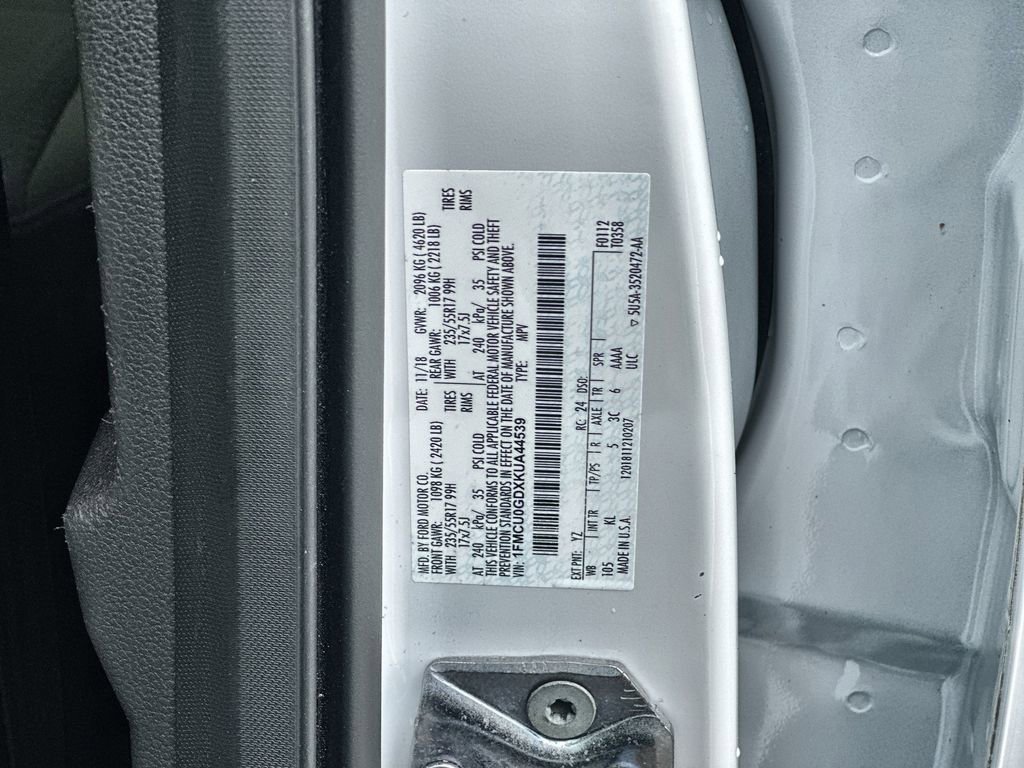 MFD. BY FORD MOTOR CO. DATE: 11/18 GVWR: 2096 KG ( 4620 LB)
FRONT GAWR: 1098 KG ( 2420 LB) REAR GAWR: 1006 KG ( 2218 LB)
WITH 235/55R17 99H TIRES WITH 235/55R17 99H TIRES
17x7.5J RIMS 17x7.5J RIMS
AT 240 kPa/ 35 PSI COLD AT 240 kPa/ 35 PSI COLD
THIS VEHICLE CONFORMS TO ALL APPLICABLE FEDERAL MOTOR VEHICLE SAFETY AND THEFT
PREVENTION STANDARDS IN EFFECT ON THE DATE OF MANUFACTURE SHOWN ABOVE.
VIN: 1FMCU0GDXKUA44539 TYPE: MPV
EXT PNT: YZ RC: 24 DSO: F0112
WB INT TR TP/PS R AXLE TR SPR T0358
105 KL 5 3C 6 AAAA
MADE IN U.S.A. 1201811210207 ULC ▽ 5U5A-3520472-AA